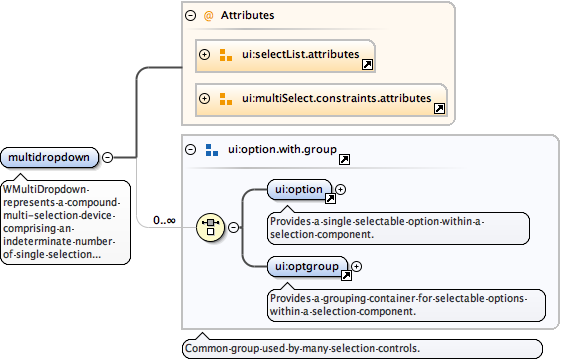 Attributes
ui:selectList.attributes
ui:multiSelect.constraints.attributes
multidropdown
WMultiDropdown-
represents-a-compound-
multi-selection-device-
comprising-an-
indeterminate-number-
of-single-selection...
0..∞
ui:option.with.group
ui:option
Provides-a-single-selectable-option-within-a-
selection-component.
ui:optgroup
Provides-a-grouping-container-for-selectable-options-
within-a-selection-component.
Common-group-used-by-many-selection-controls.